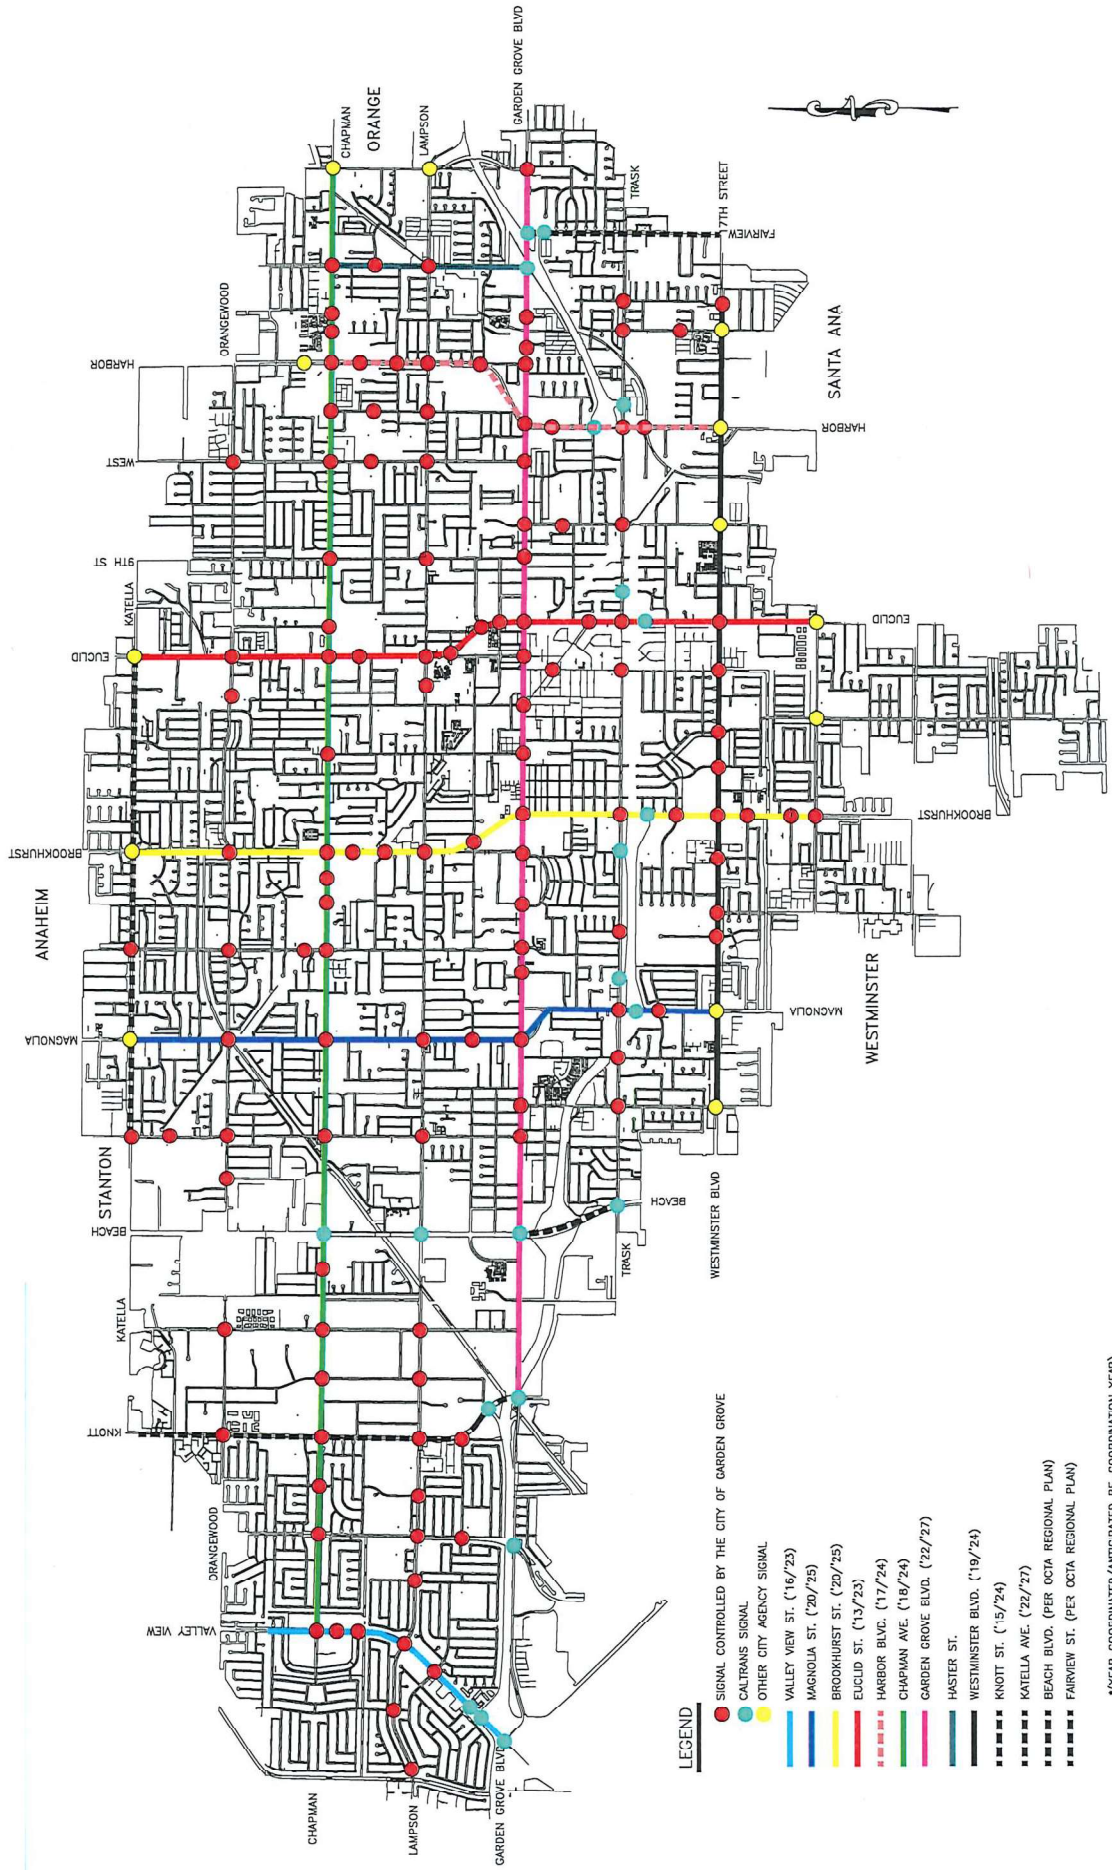 ANAHEIM
STANTON
ORANGE
SANTA ANA
WESTMINSTER
KATELLA
KATELLA
ORANGEWOOD
ORANGEWOOD
CHAPMAN
CHAPMAN
LAMPSON
LAMPSON
GARDEN GROVE BLVD
GARDEN GROVE BLVD
TRASK
TRASK
WESTMINSTER BLVD
17TH STREET
VALLEY VIEW
KNOTT
BEACH
BEACH
MAGNOLIA
MAGNOLIA
BROOKHURST
BROOKHURST
EUCLID
EUCLID
9TH ST
WEST
HARBOR
HARBOR
FAIRVIEW
LEGEND
SIGNAL CONTROLLED BY THE CITY OF GARDEN GROVE
CALTRANS SIGNAL
OTHER CITY AGENCY SIGNAL
VALLEY VIEW ST. ('16/'23)
MAGNOLIA ST. ('20/'25)
BROOKHURST ST. ('20/'25)
EUCLID ST. ('13/'23)
HARBOR BLVD. ('17/'24)
CHAPMAN AVE. ('18/'24)
GARDEN GROVE BLVD. ('22/'27)
HASTER ST.
WESTMINSTER BLVD. ('19/'24)
KNOTT ST. ('15/'24)
KATELLA AVE. ('22/'27)
BEACH BLVD. (PER OCTA REGIONAL PLAN)
FAIRVIEW ST. (PER OCTA REGIONAL PLAN)